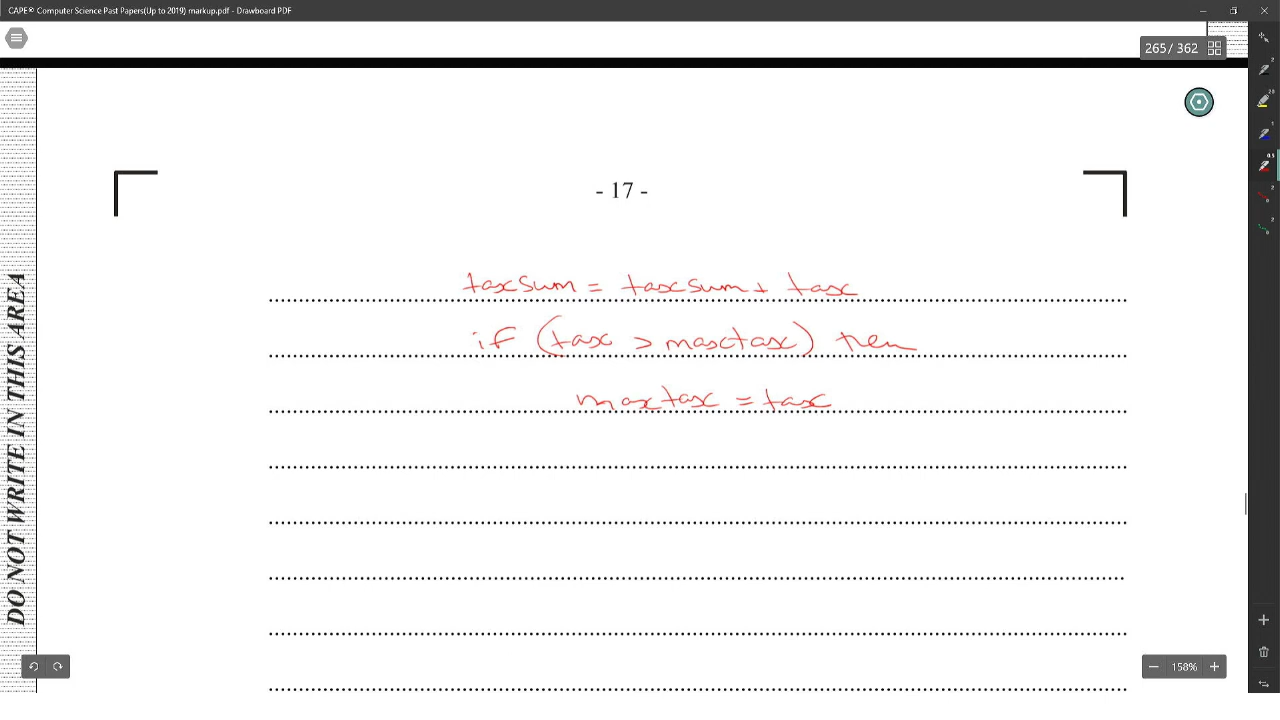 CAPE® Computer Science Past Papers(Up to 2019) markup.pdf - Drawboard PDF
265 / 362
- 17 -
taxsum = taxsum + tax
if (tax > maxtax) then
maxtax = tax
DO NOT WRITE IN THIS AREA
158%